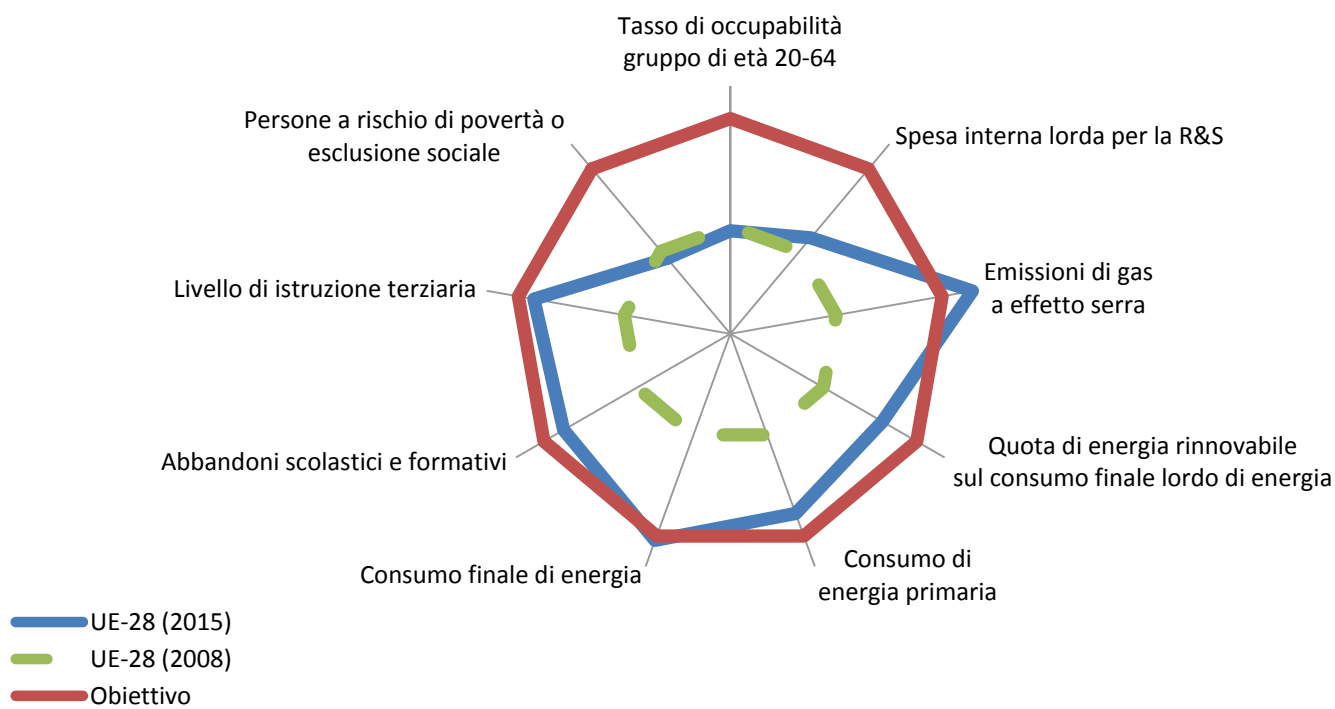 Tasso di occupabilità
gruppo di età 20-64
Persone a rischio di povertà o
esclusione sociale
Spesa interna lorda per la R&S
Livello di istruzione terziaria
Emissioni di gas
a effetto serra
Abbandoni scolastici e formativi
Quota di energia rinnovabile
sul consumo finale lordo di energia
Consumo finale di energia
Consumo di
energia primaria
UE-28 (2015)
UE-28 (2008)
Obiettivo